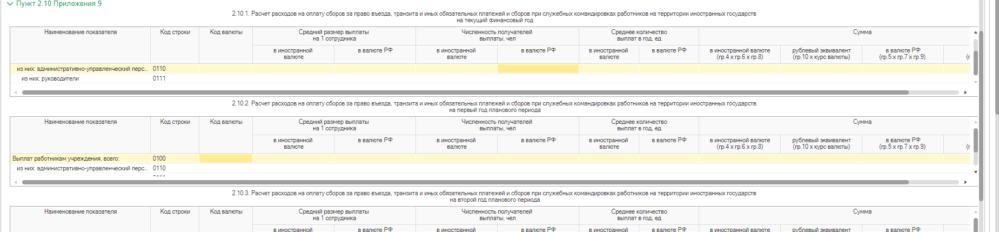 Пункт 2.10 Приложения 9
2.10.1. Расчет расходов на оплату сборов за право въезда, транзита и иных обязательных платежей и сборов при служебных командировках работников на территории иностранных государств
на текущий финансовый год
Наименование показателя Код строки Код валюты Средний размер выплаты Численность получателей Среднее количество Сумма
на 1 сотрудника выплаты, чел выплат в год, ед
в иностранной в валюте РФ в иностранной в валюте РФ в иностранной в валюте РФ в иностранной валюте рублевый эквивалент в валюте РФ
валюте валюте валюте (гр.4 х гр.6 х гр.8) (гр.10 х курс валюты) (гр.5 х гр.7 х гр.9)
из них: административно-управленческий перс... 0110
из них: руководители 0111
2.10.2. Расчет расходов на оплату сборов за право въезда, транзита и иных обязательных платежей и сборов при служебных командировках работников на территории иностранных государств
на первый год планового периода
Наименование показателя Код строки Код валюты Средний размер выплаты Численность получателей Среднее количество Сумма
на 1 сотрудника выплаты, чел выплат в год, ед
в иностранной в валюте РФ в иностранной в валюте РФ в иностранной в валюте РФ в иностранной валюте рублевый эквивалент в валюте РФ
валюте валюте валюте (гр.4 х гр.6 х гр.8) (гр.10 х курс валюты) (гр.5 х гр.7 х гр.9)
Выплат работникам учреждения, всего: 0100
из них: административно-управленческий перс... 0110
2.10.3. Расчет расходов на оплату сборов за право въезда, транзита и иных обязательных платежей и сборов при служебных командировках работников на территории иностранных государств
на второй год планового периода
Наименование показателя Код строки Код валюты Средний размер выплаты Численность получателей Среднее количество Сумма
на 1 сотрудника выплаты, чел выплат в год, ед
в иностранной в валюте РФ в иностранной в валюте РФ в иностранной в валюте РФ в иностранной валюте рублевый эквивалент в валюте РФ